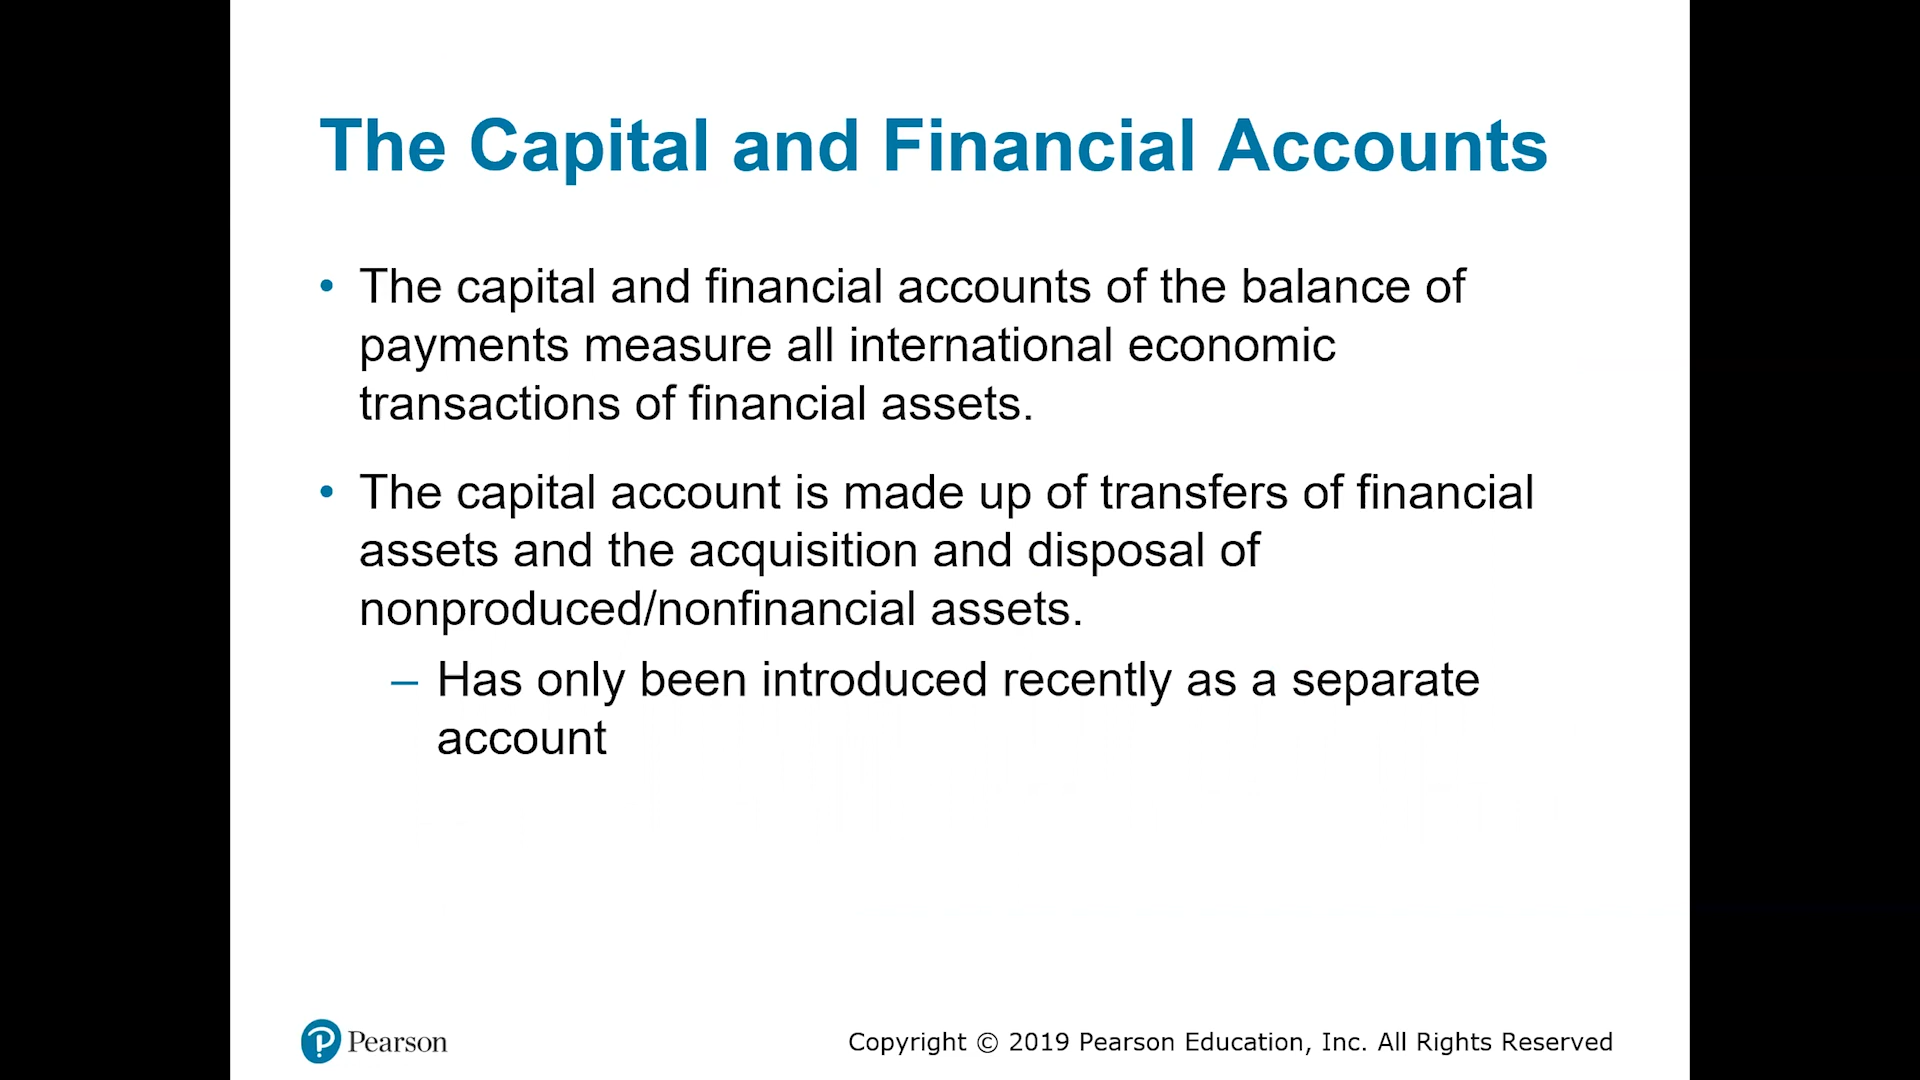 The Capital and Financial Accounts
• The capital and financial accounts of the balance of
payments measure all international economic
transactions of financial assets.
• The capital account is made up of transfers of financial
assets and the acquisition and disposal of
nonproduced/nonfinancial assets.
– Has only been introduced recently as a separate
account
Pearson
Copyright © 2019 Pearson Education, Inc. All Rights Reserved